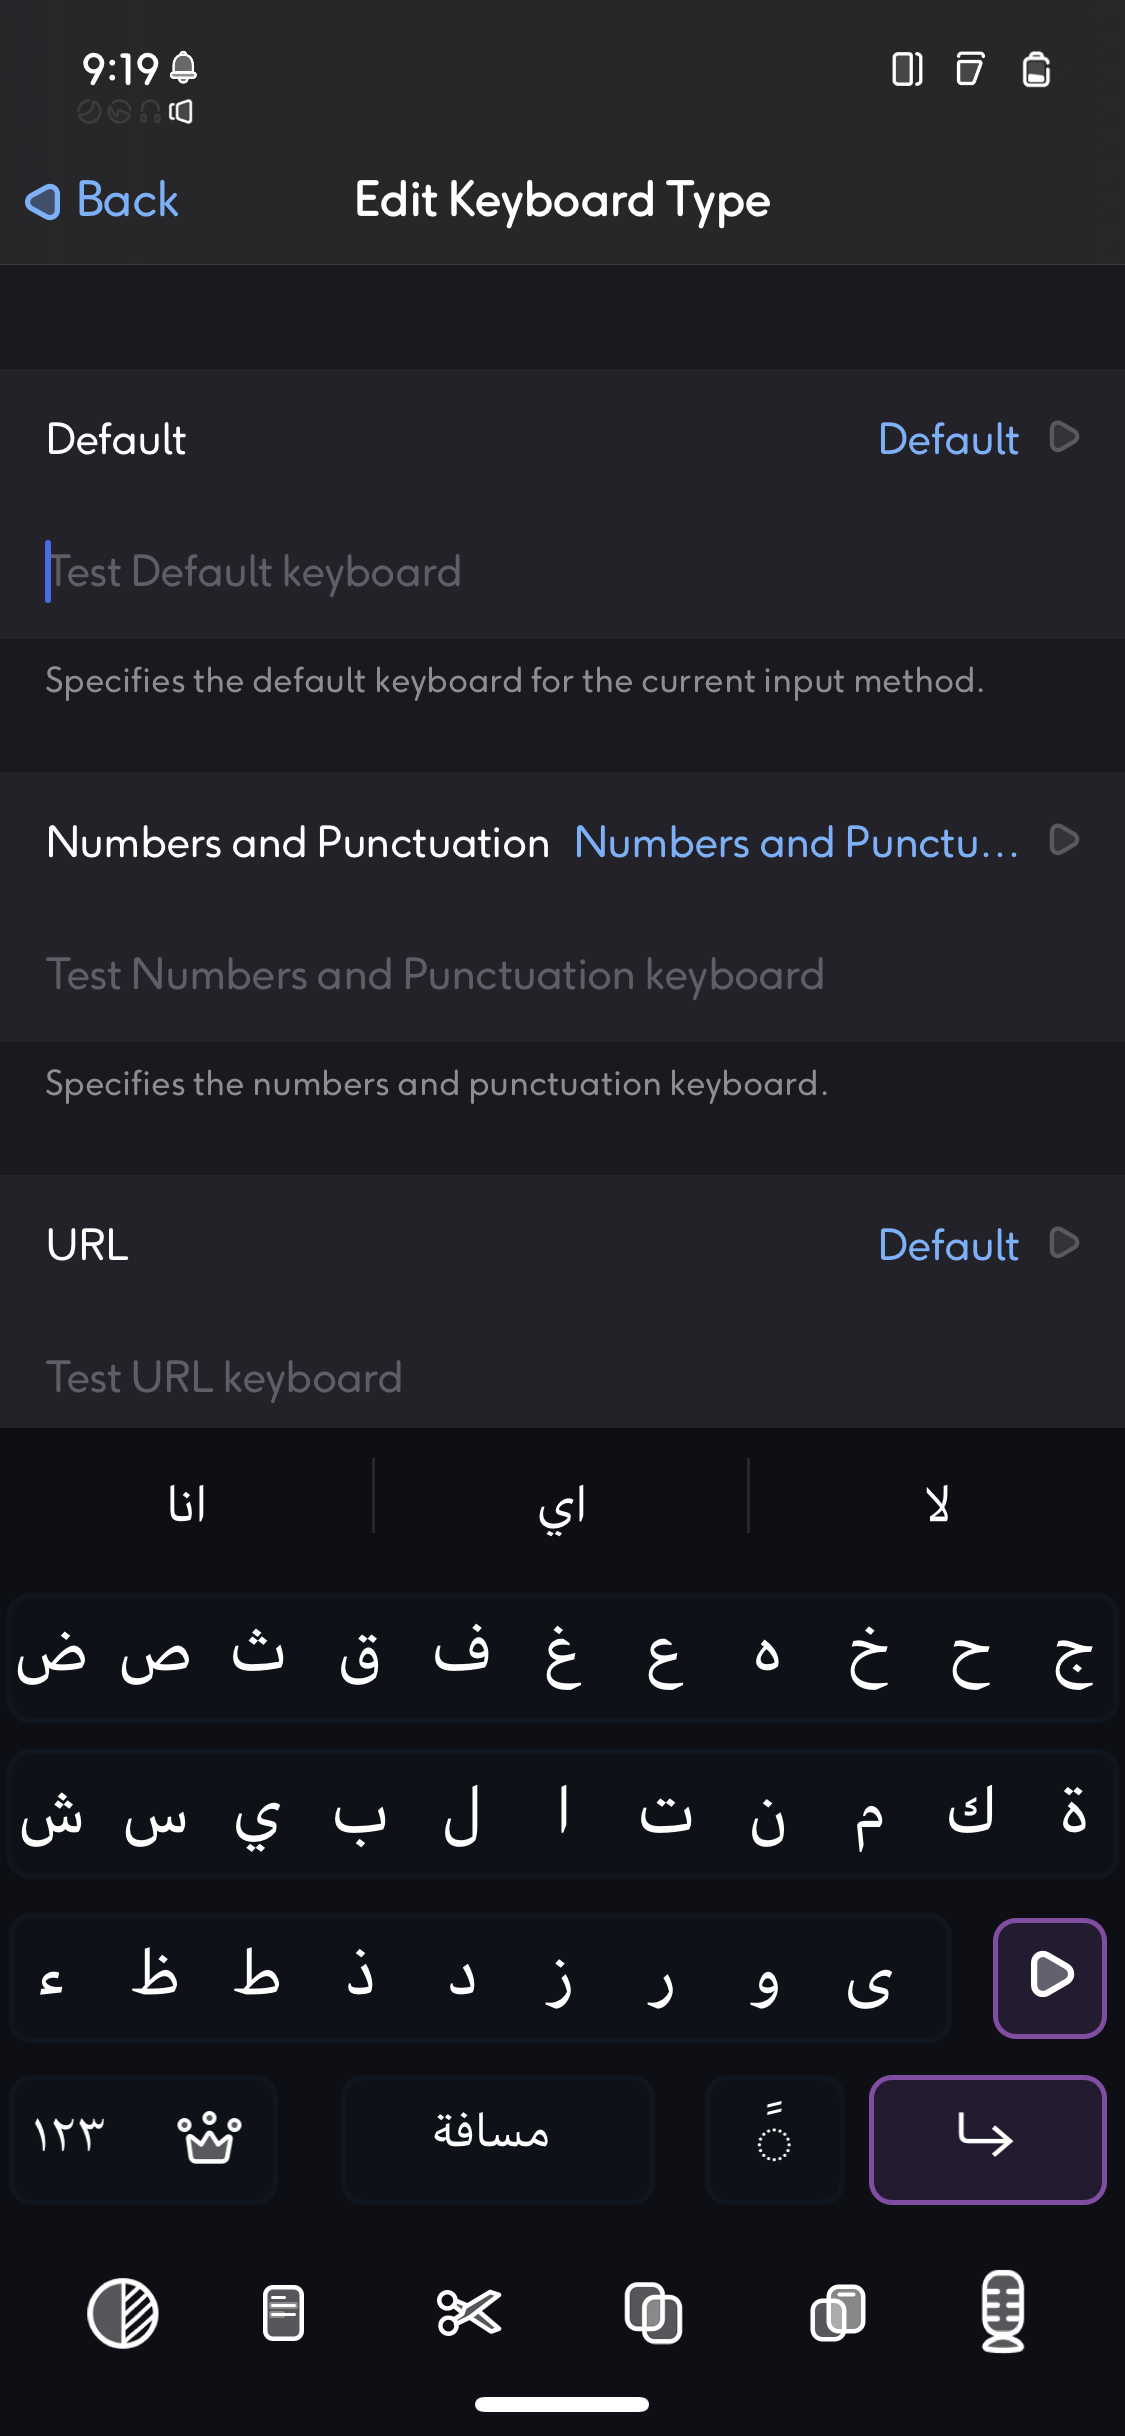 9:19
Back
Edit Keyboard Type
Default Default
Test Default keyboard
Specifies the default keyboard for the current input method.
Numbers and Punctuation Numbers and Punctu...
Test Numbers and Punctuation keyboard
Specifies the numbers and punctuation keyboard.
URL Default
Test URL keyboard
لا اي انا
ض ص ث ق ف غ ع ه خ ح ج
ش س ي ب ل ا ت ن م ك ة
ء ظ ط ذ د ز ر و ى
١٢٣ مسافة ◌ً